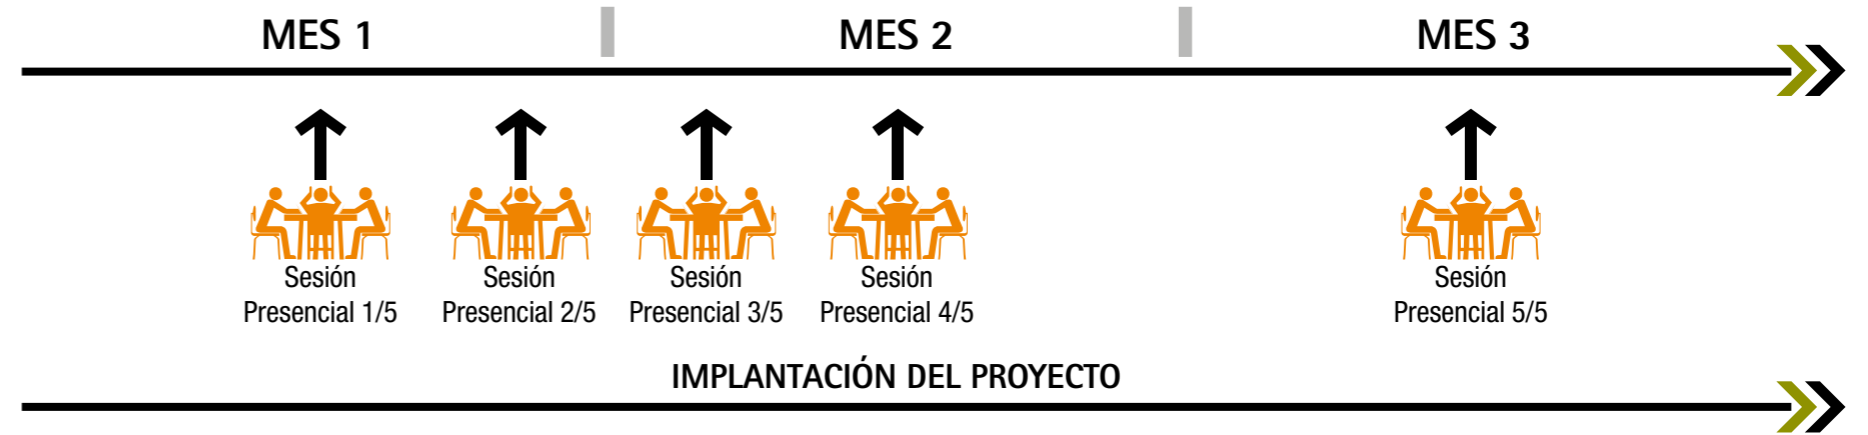 MES 1
MES 2
MES 3
Sesión
Presencial 1/5
Sesión
Presencial 2/5
Sesión
Presencial 3/5
Sesión
Presencial 4/5
Sesión
Presencial 5/5
IMPLANTACIÓN DEL PROYECTO